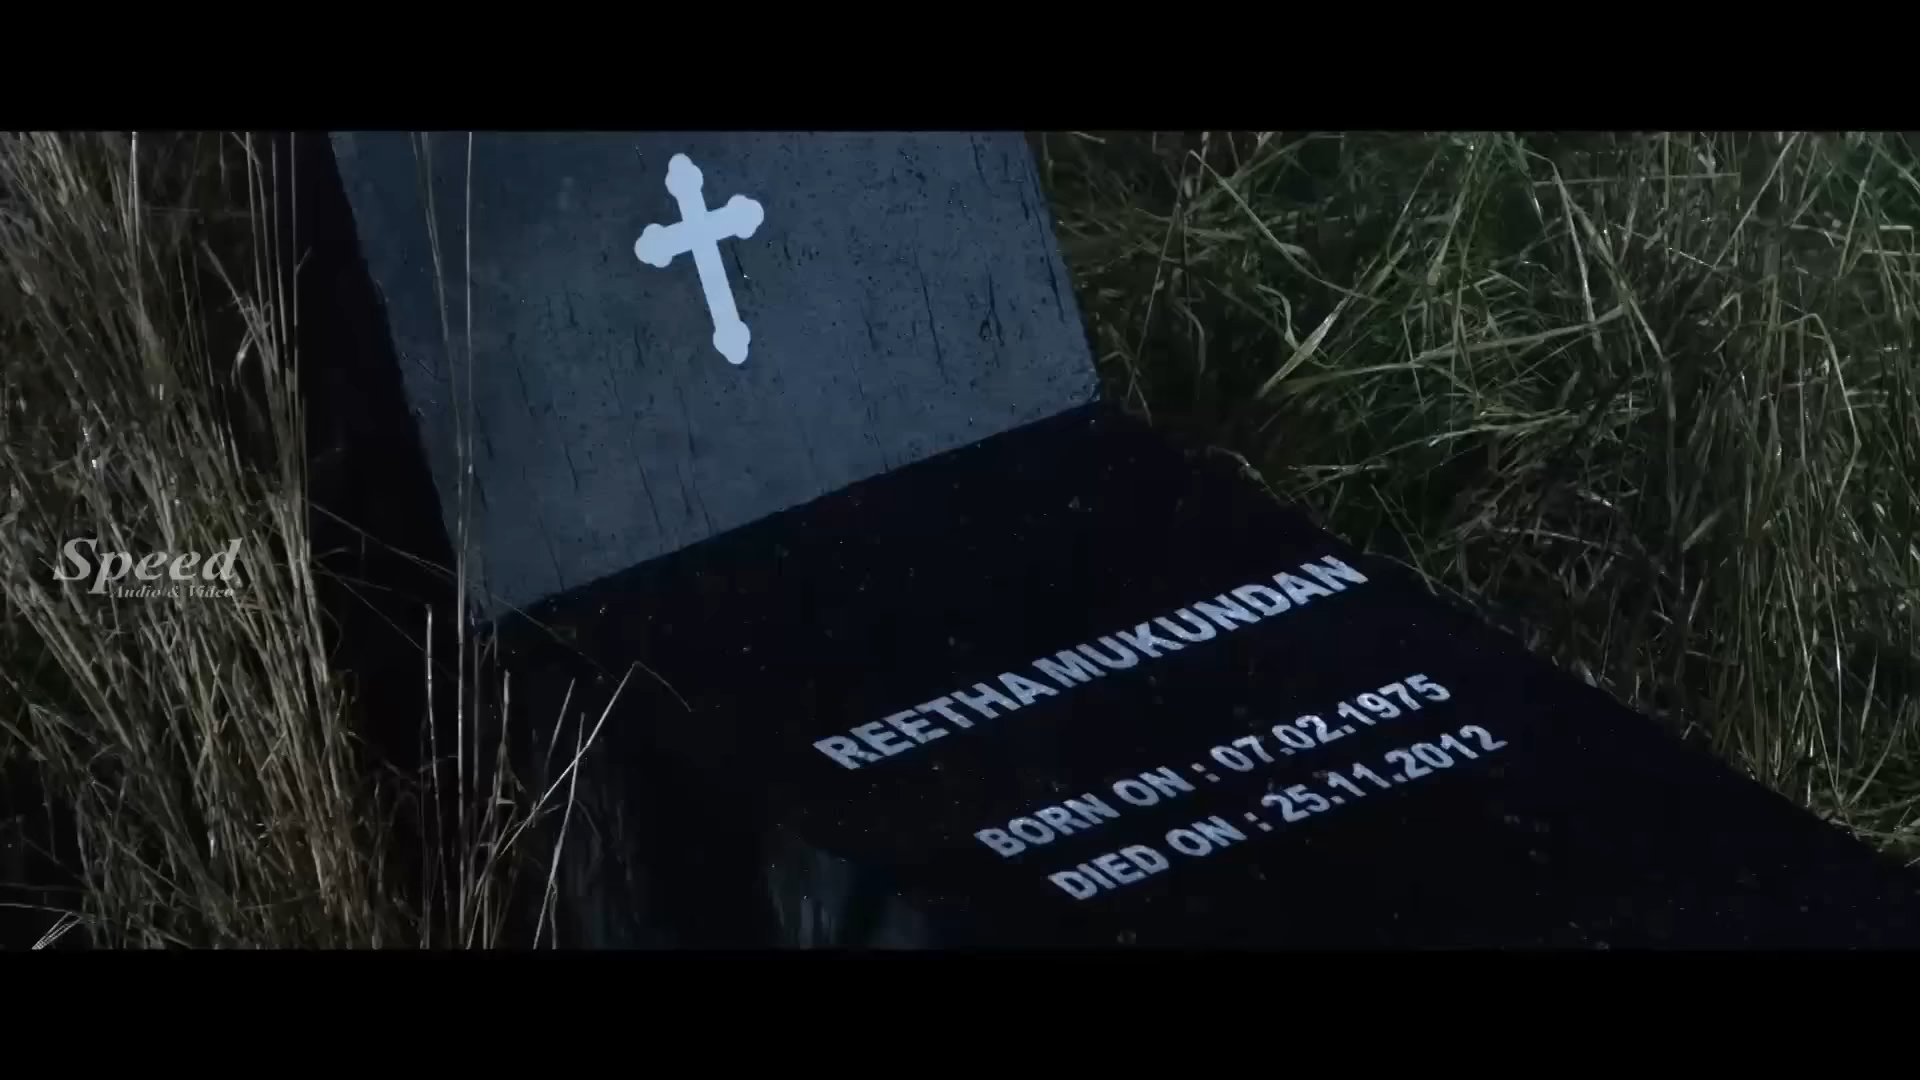 Speed
Audio & Video
REETHA MUKUNDAN
BORN ON : 07.02.1975
DIED ON : 25.11.2012